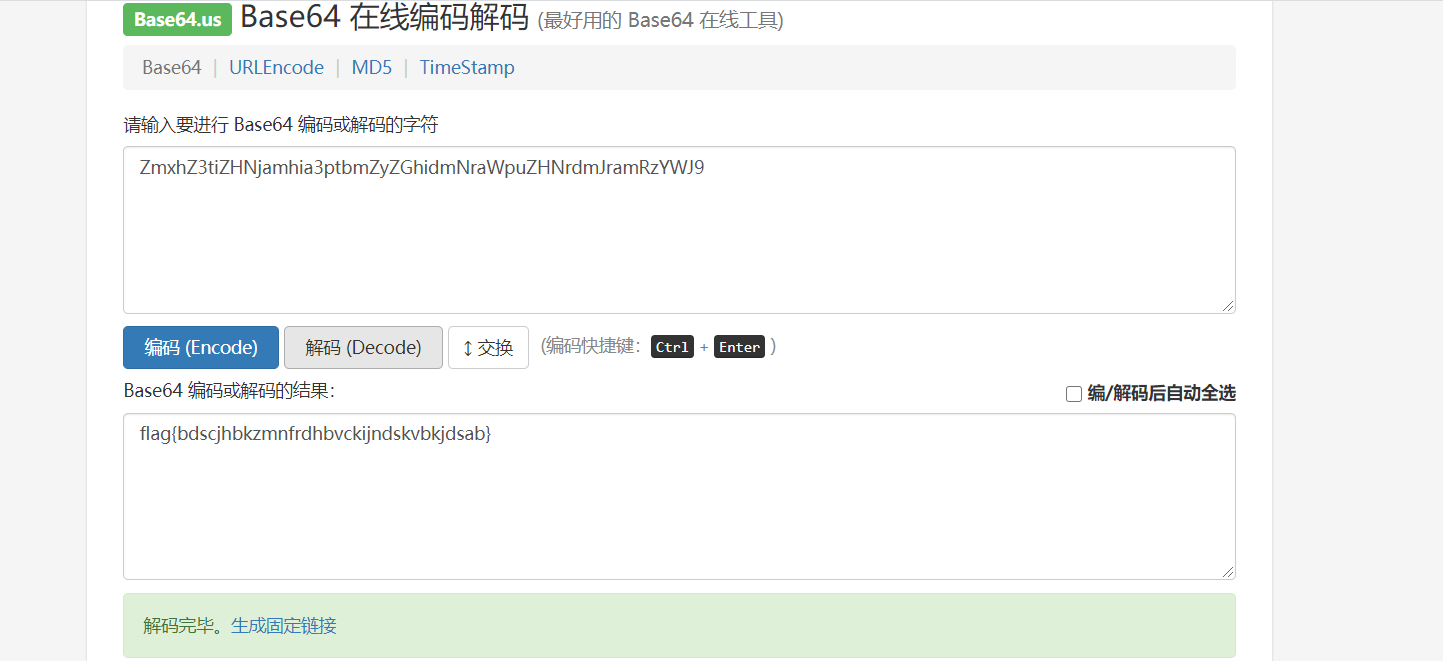 Base64.us Base64 在线编码解码 (最好用的 Base64 在线工具)
Base64 | URLEncode | MD5 | TimeStamp
请输入要进行 Base64 编码或解码的字符
ZmxhZ3tiZHNjamhia3ptbmZyZGhidmNraWpuZHNrdmJramRzYWJ9
编码 (Encode) 解码 (Decode) ↕ 交换 (编码快捷键: Ctrl + Enter )
Base64 编码或解码的结果: 编/解码后自动全选
flag{bdscjhbkzmnfrdhbvckijndskvbkjdsab}
解码完毕。生成固定链接